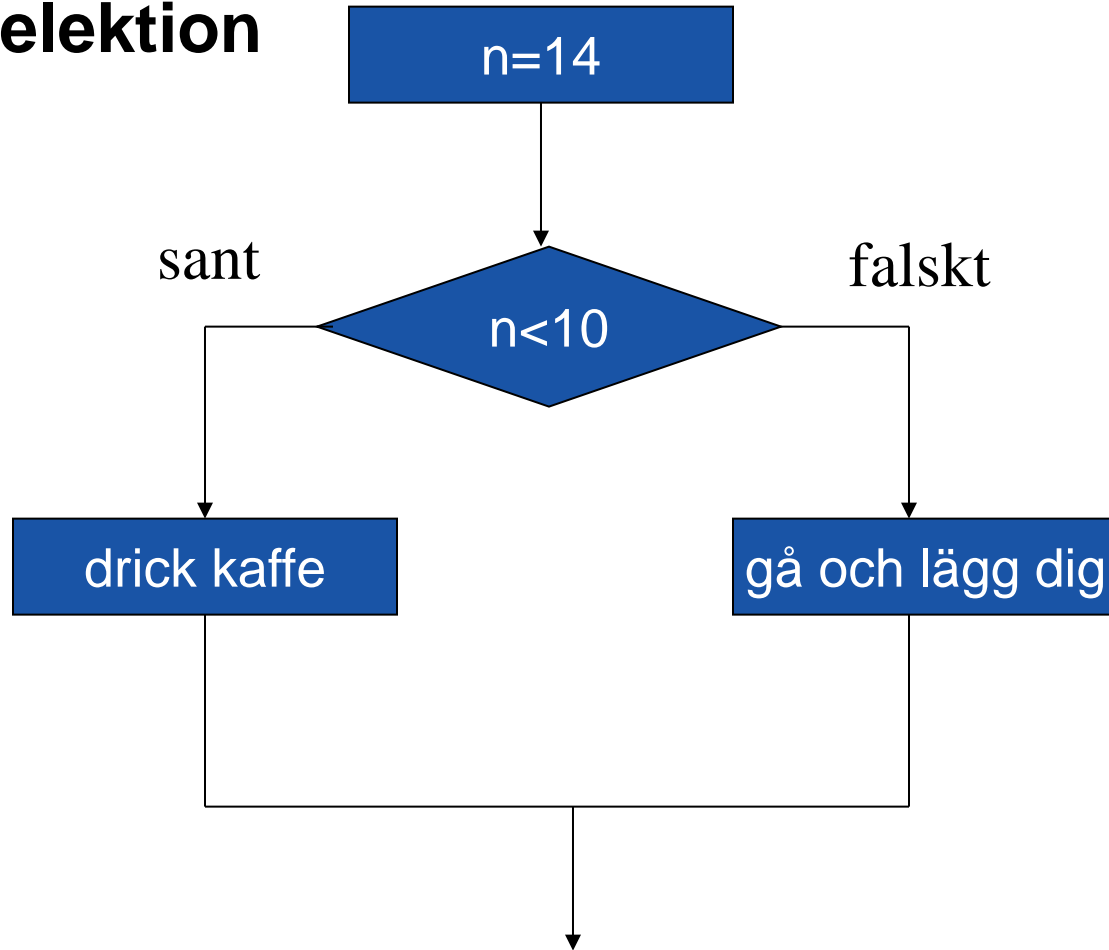 elektion
n=14
sant
falskt
n<10
drick kaffe
gå och lägg dig